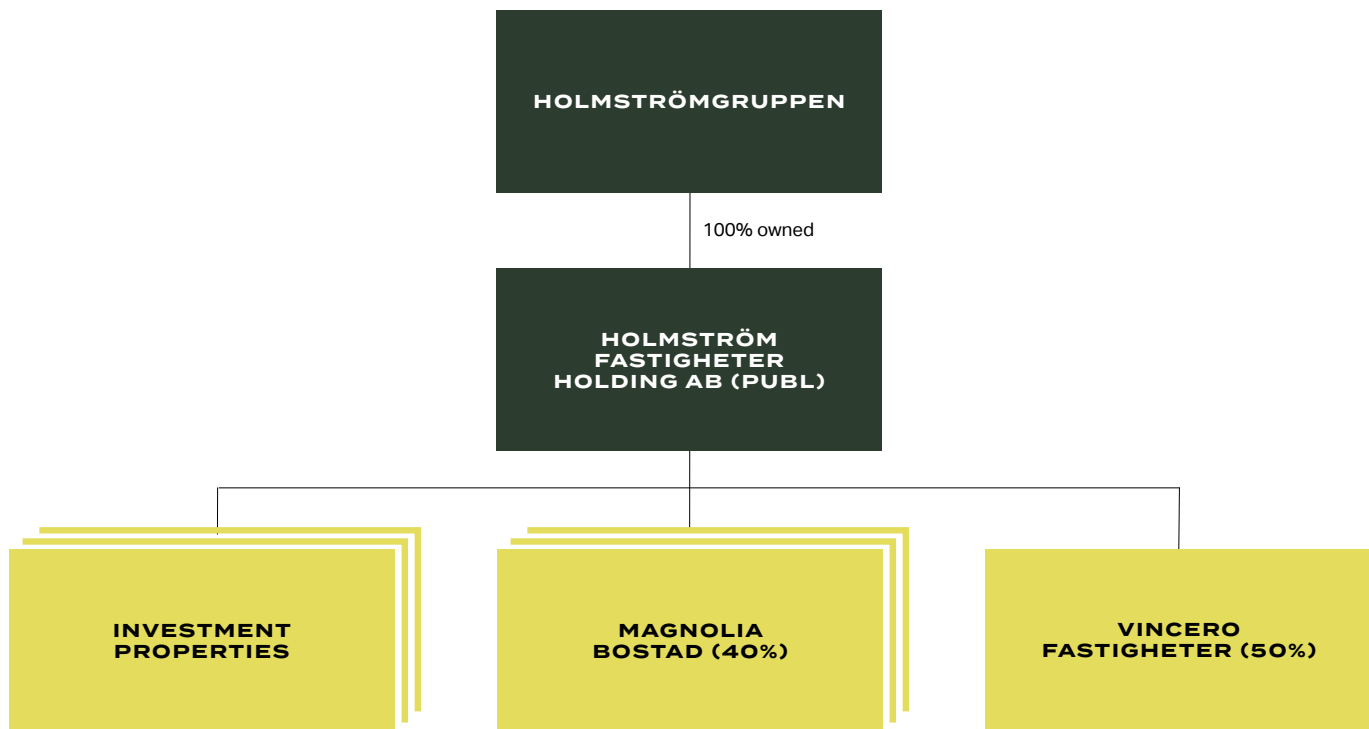 HOLMSTRÖMGRUPPEN
100% owned
HOLMSTRÖM
FASTIGHETER
HOLDING AB (PUBL)
INVESTMENT
PROPERTIES
MAGNOLIA
BOSTAD (40%)
VINCERO
FASTIGHETER (50%)